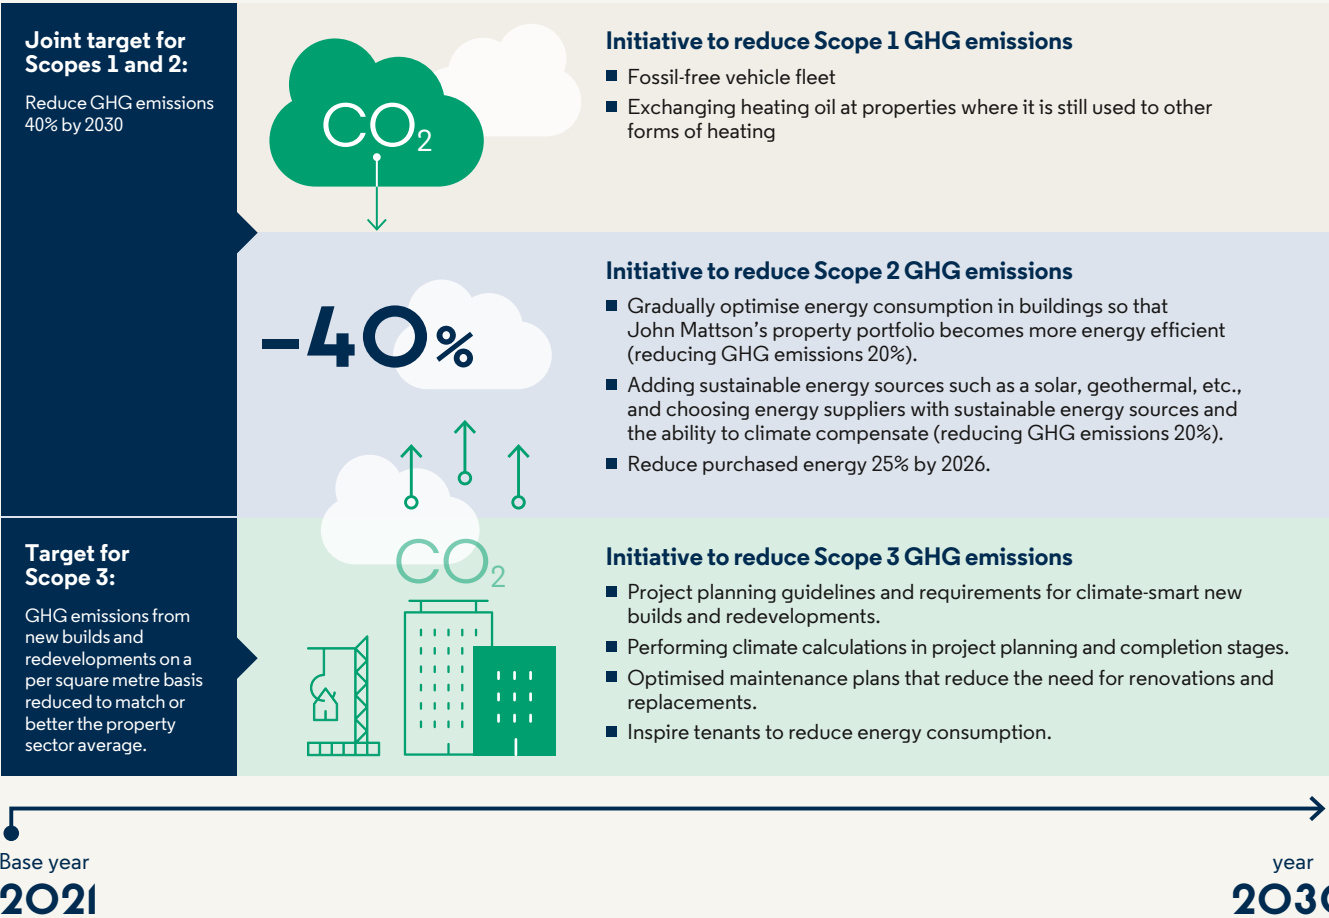 Joint target for
Scopes 1 and 2:
Reduce GHG emissions
40% by 2030
CO2
Initiative to reduce Scope 1 GHG emissions
Fossil-free vehicle fleet
Exchanging heating oil at properties where it is still used to other
forms of heating
-40%
Initiative to reduce Scope 2 GHG emissions
Gradually optimise energy consumption in buildings so that
John Mattson’s property portfolio becomes more energy efficient
(reducing GHG emissions 20%).
Adding sustainable energy sources such as a solar, geothermal, etc.,
and choosing energy suppliers with sustainable energy sources and
the ability to climate compensate (reducing GHG emissions 20%).
Reduce purchased energy 25% by 2026.
Target for
Scope 3:
GHG emissions from
new builds and
redevelopments on a
per square metre basis
reduced to match or
better the property
sector average.
CO2
Initiative to reduce Scope 3 GHG emissions
Project planning guidelines and requirements for climate-smart new
builds and redevelopments.
Performing climate calculations in project planning and completion stages.
Optimised maintenance plans that reduce the need for renovations and
replacements.
Inspire tenants to reduce energy consumption.
Base year
2021
year
2030